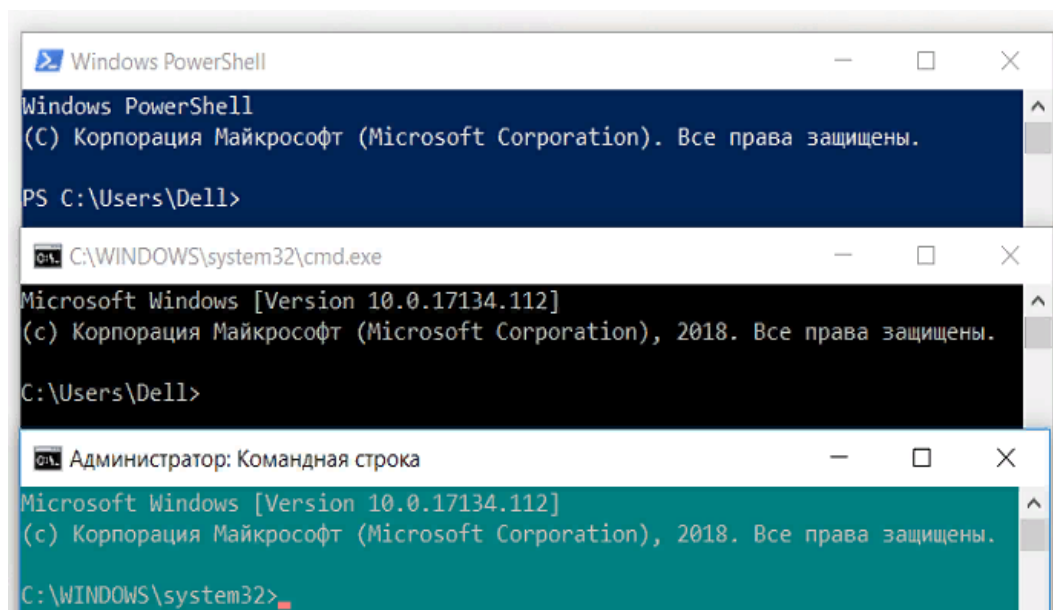 Windows PowerShell
Windows PowerShell
(C) Корпорация Майкрософт (Microsoft Corporation). Все права защищены.
PS C:\Users\Dell>
C:\WINDOWS\system32\cmd.exe
Microsoft Windows [Version 10.0.17134.112]
(c) Корпорация Майкрософт (Microsoft Corporation), 2018. Все права защищены.
C:\Users\Dell>
Администратор: Командная строка
Microsoft Windows [Version 10.0.17134.112]
(c) Корпорация Майкрософт (Microsoft Corporation), 2018. Все права защищены.
C:\WINDOWS\system32>